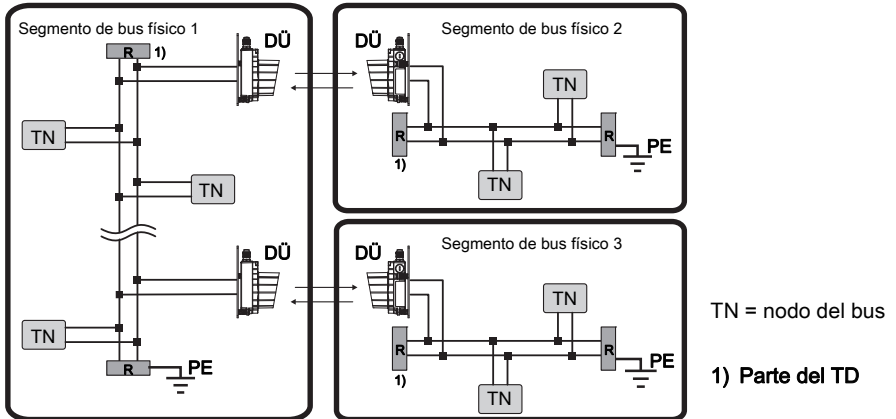 Segmento de bus físico 1
R 1)
DÜ
TN
TN
DÜ
TN
R
PE
Segmento de bus físico 2
DÜ
TN
R
R
PE
1)
TN
Segmento de bus físico 3
DÜ
TN
R
R
PE
1)
TN
TN = nodo del bus
1) Parte del TD